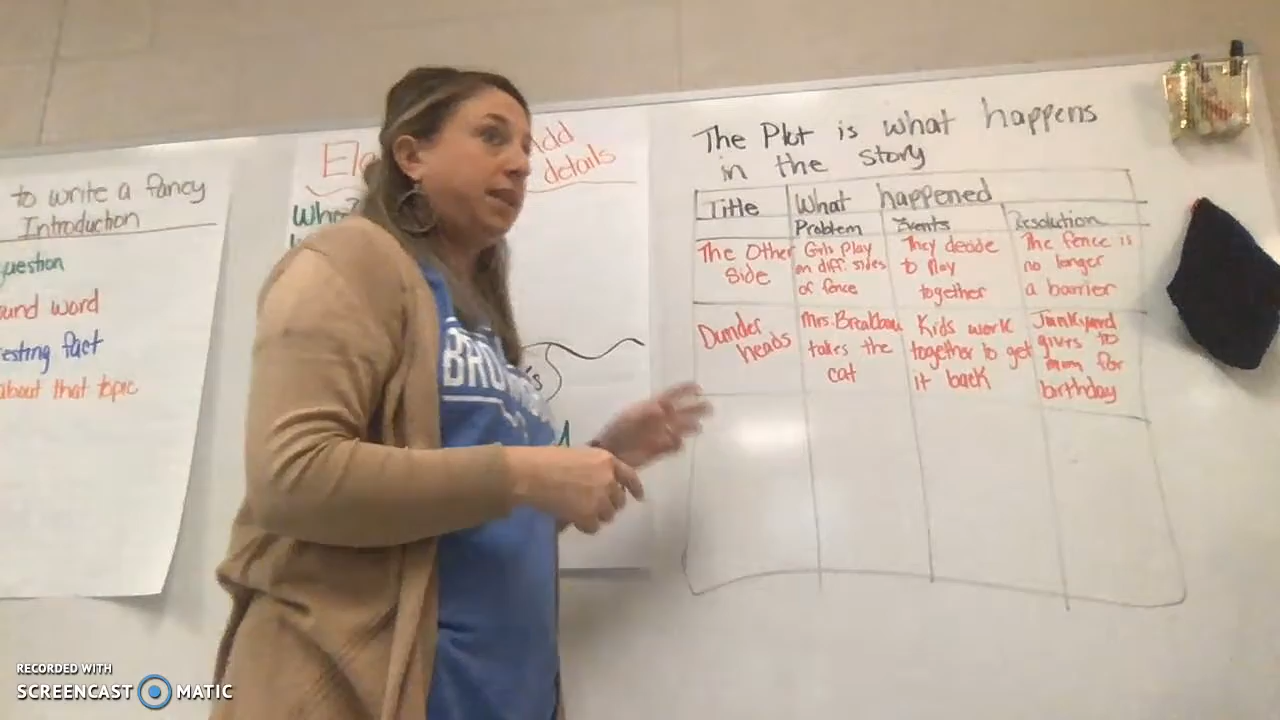 to write a fancy
Introduction
question
ound word
esting fact
about that topic
Add
details
Who?
BRO
The Plot is what happens
in the story
Title
What happened
Problem
Events
Resolution
The Other
side
Girls play
on diff. sides
of fence
They decide
to play
together
The fence is
no longer
a barrier
Dunder
heads
takes the
cat
Kids work
together to get
it back
Junkyard
gives to
mom for
birthday
RECORDED WITH
SCREENCAST MATIC